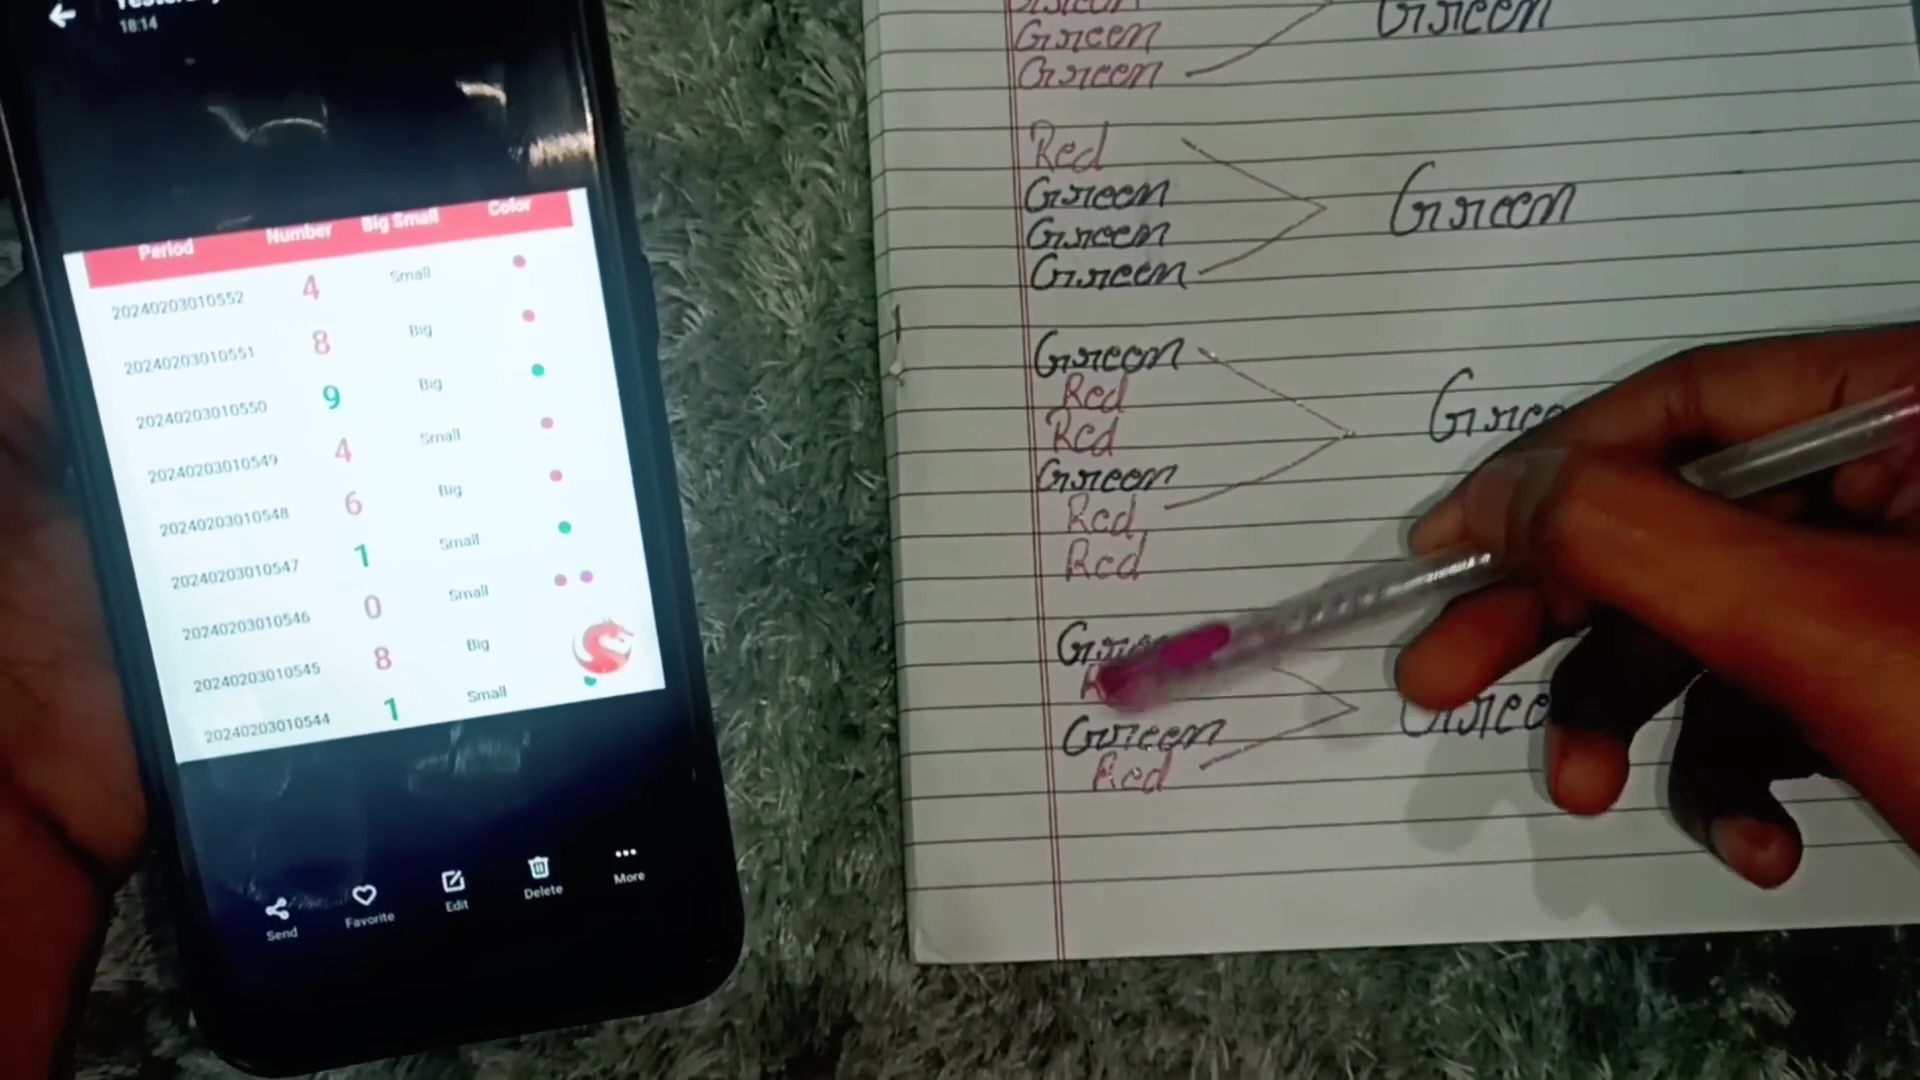 18:14
Period Number Big Small Color
20240203010552 4 Small
20240203010551 8 Big
20240203010550 9 Big
20240203010549 4 Small
20240203010548 6 Big
20240203010547 1 Small
20240203010546 0 Small
20240203010545 8 Big
20240203010544 1 Small
Send Favorite Edit Delete More
Green
Green
Green
Red
Green
Green
Green
Green
Green
Red
Red
Green
Red
Red
Green
Red